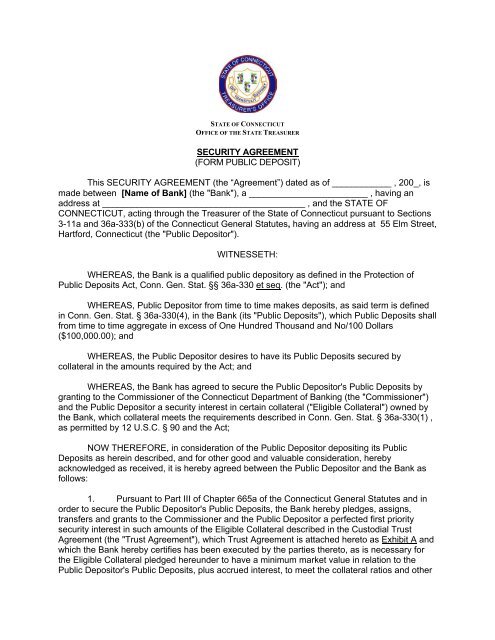 STATE OF CONNECTICUT
TREASURER'S OFFICE
STATE OF CONNECTICUT
OFFICE OF THE STATE TREASURER
SECURITY AGREEMENT
(FORM PUBLIC DEPOSIT)
This SECURITY AGREEMENT (the “Agreement”) dated as of ____________ , 200_, is
made between [Name of Bank] (the "Bank"), a ________________________ , having an
address at _________________________________________ , and the STATE OF
CONNECTICUT, acting through the Treasurer of the State of Connecticut pursuant to Sections
3-11a and 36a-333(b) of the Connecticut General Statutes, having an address at 55 Elm Street,
Hartford, Connecticut (the "Public Depositor").
WITNESSETH:
WHEREAS, the Bank is a qualified public depository as defined in the Protection of
Public Deposits Act, Conn. Gen. Stat. §§ 36a-330 et seq. (the "Act"); and
WHEREAS, Public Depositor from time to time makes deposits, as said term is defined
in Conn. Gen. Stat. § 36a-330(4), in the Bank (its "Public Deposits"), which Public Deposits shall
from time to time aggregate in excess of One Hundred Thousand and No/100 Dollars
($100,000.00); and
WHEREAS, the Public Depositor desires to have its Public Deposits secured by
collateral in the amounts required by the Act; and
WHEREAS, the Bank has agreed to secure the Public Depositor's Public Deposits by
granting to the Commissioner of the Connecticut Department of Banking (the "Commissioner")
and the Public Depositor a security interest in certain collateral ("Eligible Collateral") owned by
the Bank, which collateral meets the requirements described in Conn. Gen. Stat. § 36a-330(1) ,
as permitted by 12 U.S.C. § 90 and the Act;
NOW THEREFORE, in consideration of the Public Depositor depositing its Public
Deposits as herein described, and for other good and valuable consideration, hereby
acknowledged as received, it is hereby agreed between the Public Depositor and the Bank as
follows:
1. Pursuant to Part III of Chapter 665a of the Connecticut General Statutes and in
order to secure the Public Depositor's Public Deposits, the Bank hereby pledges, assigns,
transfers and grants to the Commissioner and the Public Depositor a perfected first priority
security interest in such amounts of the Eligible Collateral described in the Custodial Trust
Agreement (the "Trust Agreement"), which Trust Agreement is attached hereto as Exhibit A and
which the Bank hereby certifies has been executed by the parties thereto, as is necessary for
the Eligible Collateral pledged hereunder to have a minimum market value in relation to the
Public Depositor's Public Deposits, plus accrued interest, to meet the collateral ratios and other